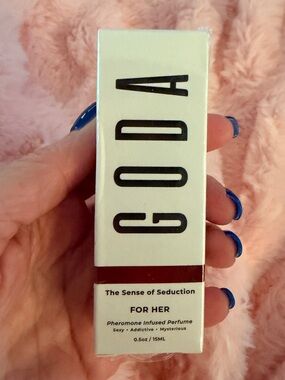 GODA
The Sense of Seduction
FOR HER
Pheromone Infused Perfume
Sexy • Addictive • Mysterious
0.5oz / 15ML